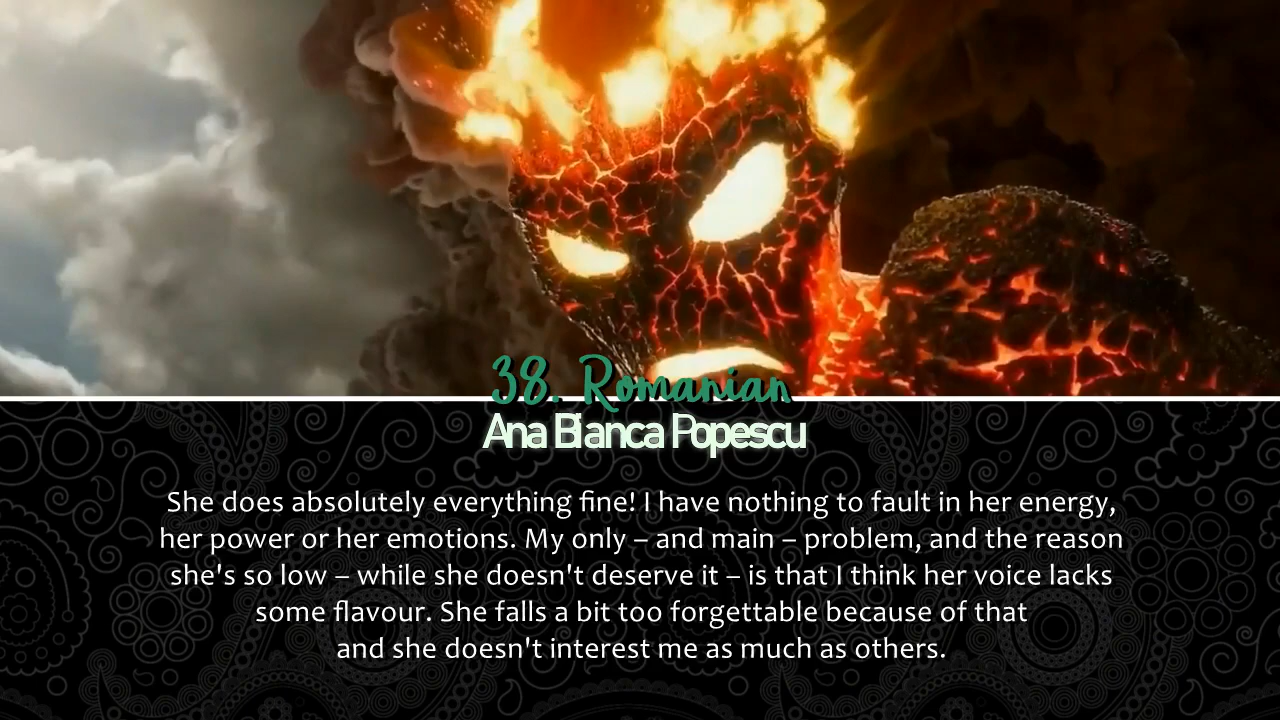 38. Romanian
Ana Bianca Popescu
She does absolutely everything fine! I have nothing to fault in her energy,
her power or her emotions. My only – and main – problem, and the reason
she's so low – while she doesn't deserve it – is that I think her voice lacks
some flavour. She falls a bit too forgettable because of that
and she doesn't interest me as much as others.